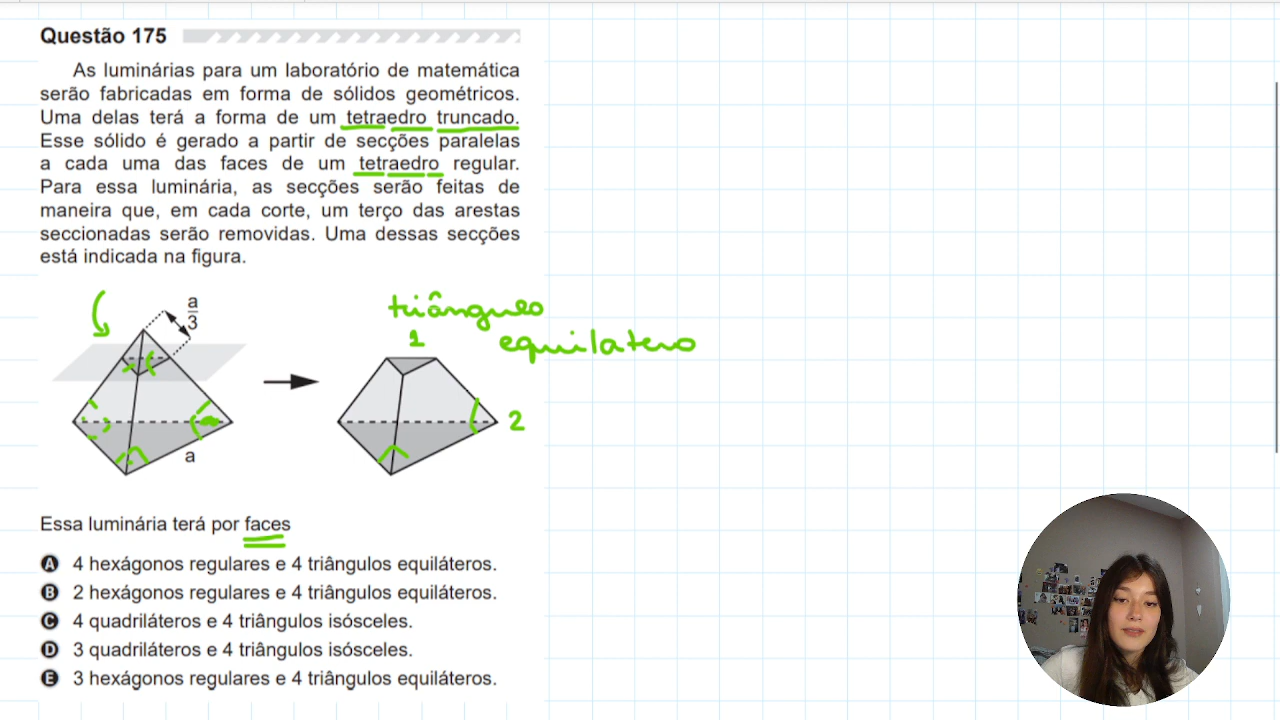 Questão 175
As luminárias para um laboratório de matemática
serão fabricadas em forma de sólidos geométricos.
Uma delas terá a forma de um tetraedro truncado.
Esse sólido é gerado a partir de secções paralelas
a cada uma das faces de um tetraedro regular.
Para essa luminária, as secções serão feitas de
maneira que, em cada corte, um terço das arestas
seccionadas serão removidas. Uma dessas secções
está indicada na figura.
a
3
triângulo
1
equilatero
2
a
Essa luminária terá por faces
A 4 hexágonos regulares e 4 triângulos equiláteros.
B 2 hexágonos regulares e 4 triângulos equiláteros.
C 4 quadriláteros e 4 triângulos isósceles.
D 3 quadriláteros e 4 triângulos isósceles.
E 3 hexágonos regulares e 4 triângulos equiláteros.